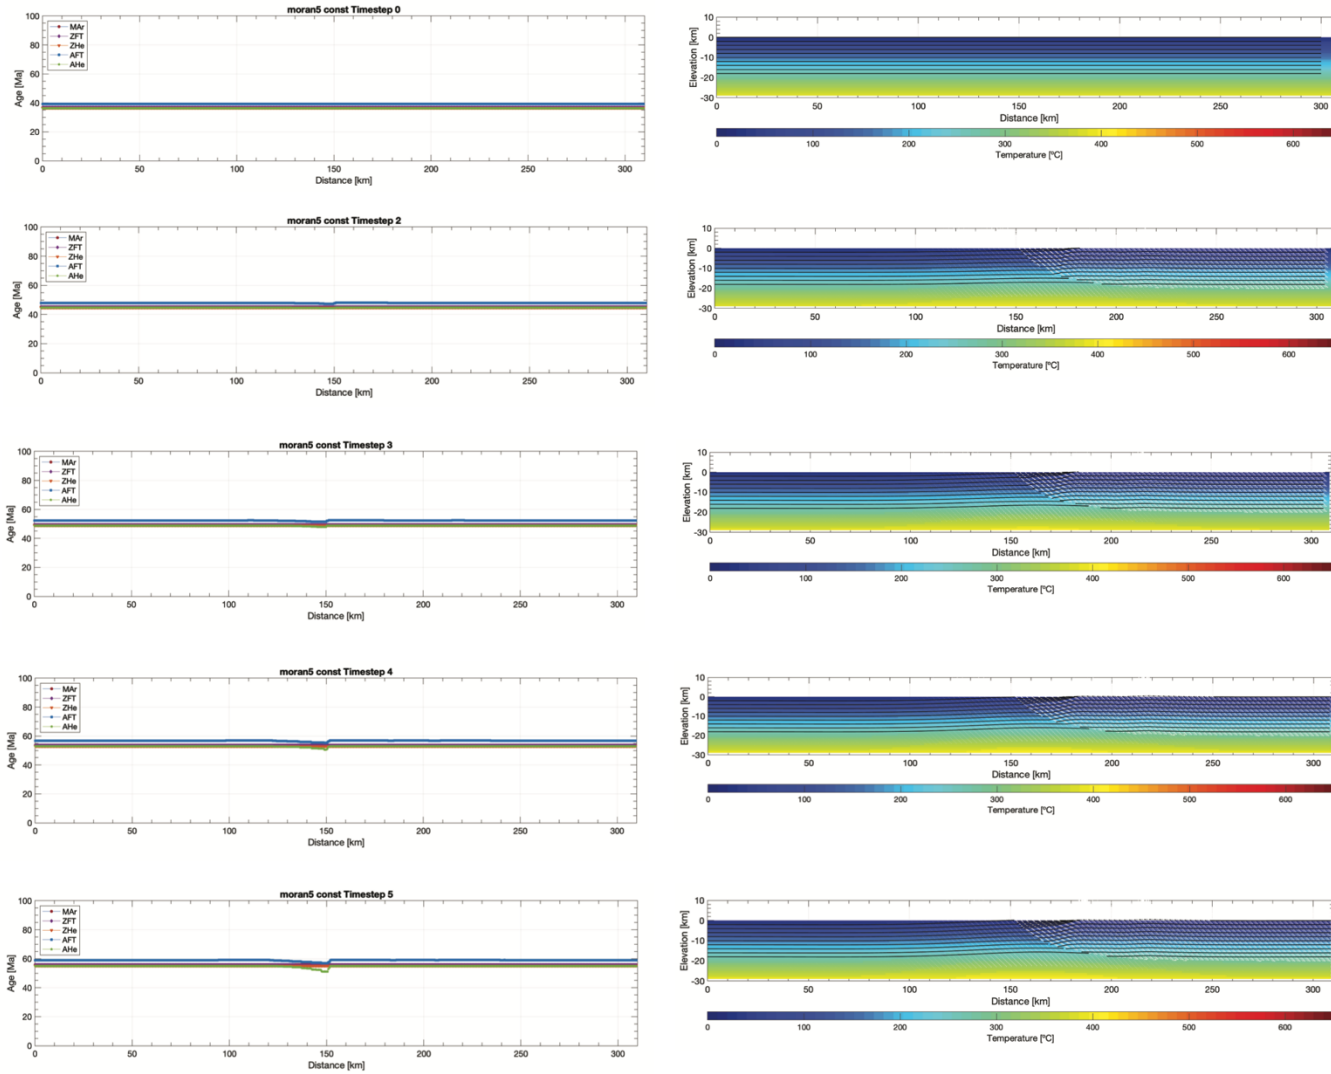 moran5 const Timestep 0
MAr
ZFT
ZHe
AFT
AHe
Age [Ma]
100
80
60
40
20
0
0 50 100 150 200 250 300
Distance [km]
Elevation [km]
10
0
-10
-20
-30
50 100 150 200 250 300
Distance [km]
0 100 200 300 400 500 600
Temperature [ºC]
moran5 const Timestep 2
MAr
ZFT
ZHe
AFT
AHe
Age [Ma]
100
80
60
40
20
0
0 50 100 150 200 250 300
Distance [km]
Elevation [km]
10
0
-10
-20
-30
0 50 100 150 200 250 300
Distance [km]
0 100 200 300 400 500 600
Temperature [ºC]
moran5 const Timestep 3
MAr
ZFT
ZHe
AFT
AHe
Age [Ma]
100
80
60
40
20
0
0 50 100 150 200 250 300
Distance [km]
Elevation [km]
10
0
-10
-20
-30
0 50 100 150 200 250 300
Distance [km]
0 100 200 300 400 500 600
Temperature [ºC]
moran5 const Timestep 4
MAr
ZFT
ZHe
AFT
AHe
Age [Ma]
100
80
60
40
20
0
0 50 100 150 200 250 300
Distance [km]
Elevation [km]
10
0
-10
-20
-30
0 50 100 150 200 250 300
Distance [km]
0 100 200 300 400 500 600
Temperature [ºC]
moran5 const Timestep 5
MAr
ZFT
ZHe
AFT
AHe
Age [Ma]
100
80
60
40
20
0
0 50 100 150 200 250 300
Distance [km]
Elevation [km]
10
0
-10
-20
-30
0 50 100 150 200 250 300
Distance [km]
0 100 200 300 400 500 600
Temperature [ºC]